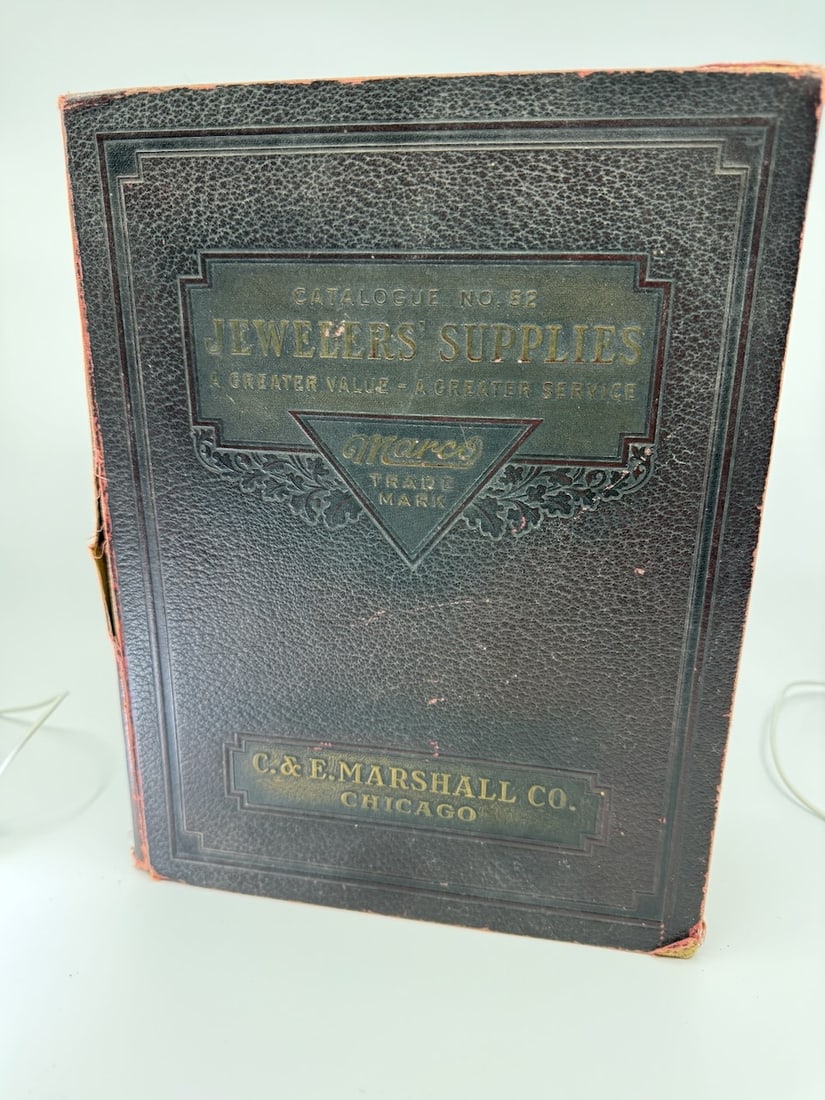 CATALOGUE NO. 52
JEWELERS' SUPPLIES
A GREATER VALUE - A GREATER SERVICE
Marco
TRADE
MARK
C. & E. MARSHALL CO.
CHICAGO